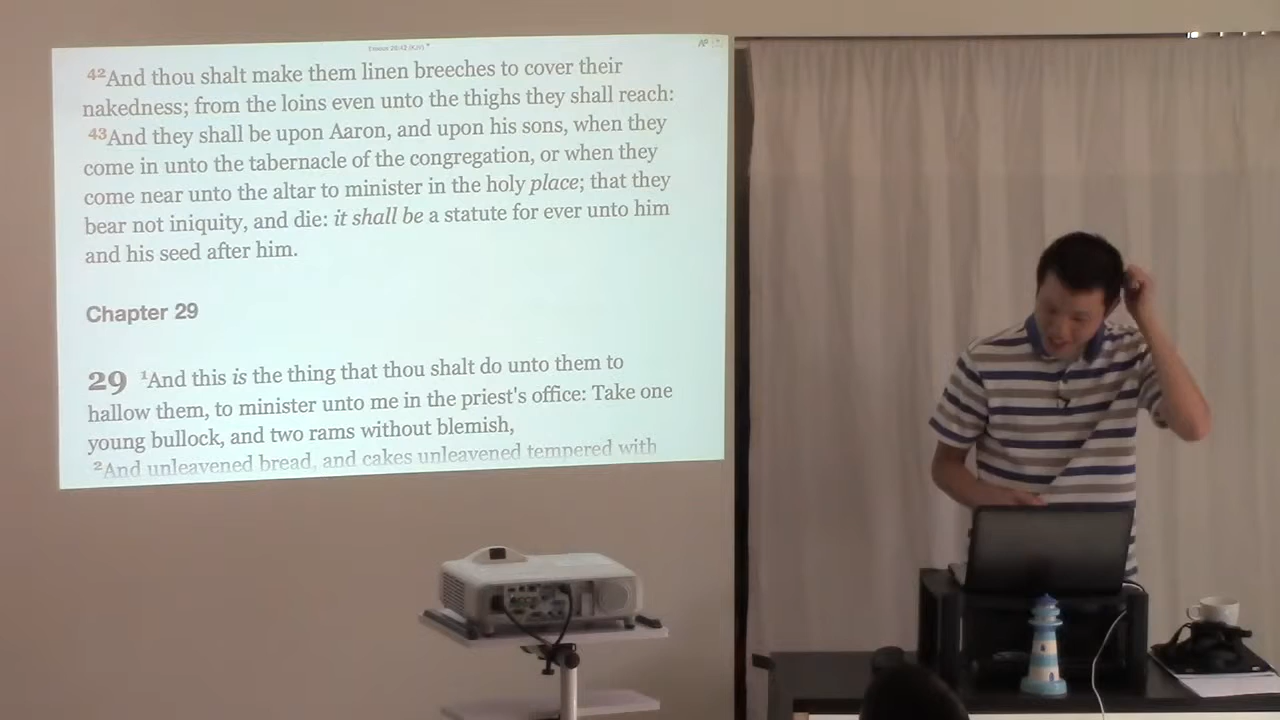 Exodus 28:42 (KJV)
42And thou shalt make them linen breeches to cover their
nakedness; from the loins even unto the thighs they shall reach:
43And they shall be upon Aaron, and upon his sons, when they
come in unto the tabernacle of the congregation, or when they
come near unto the altar to minister in the holy place; that they
bear not iniquity, and die: it shall be a statute for ever unto him
and his seed after him.
Chapter 29
29 1And this is the thing that thou shalt do unto them to
hallow them, to minister unto me in the priest's office: Take one
young bullock, and two rams without blemish,
2And unleavened bread, and cakes unleavened tempered with